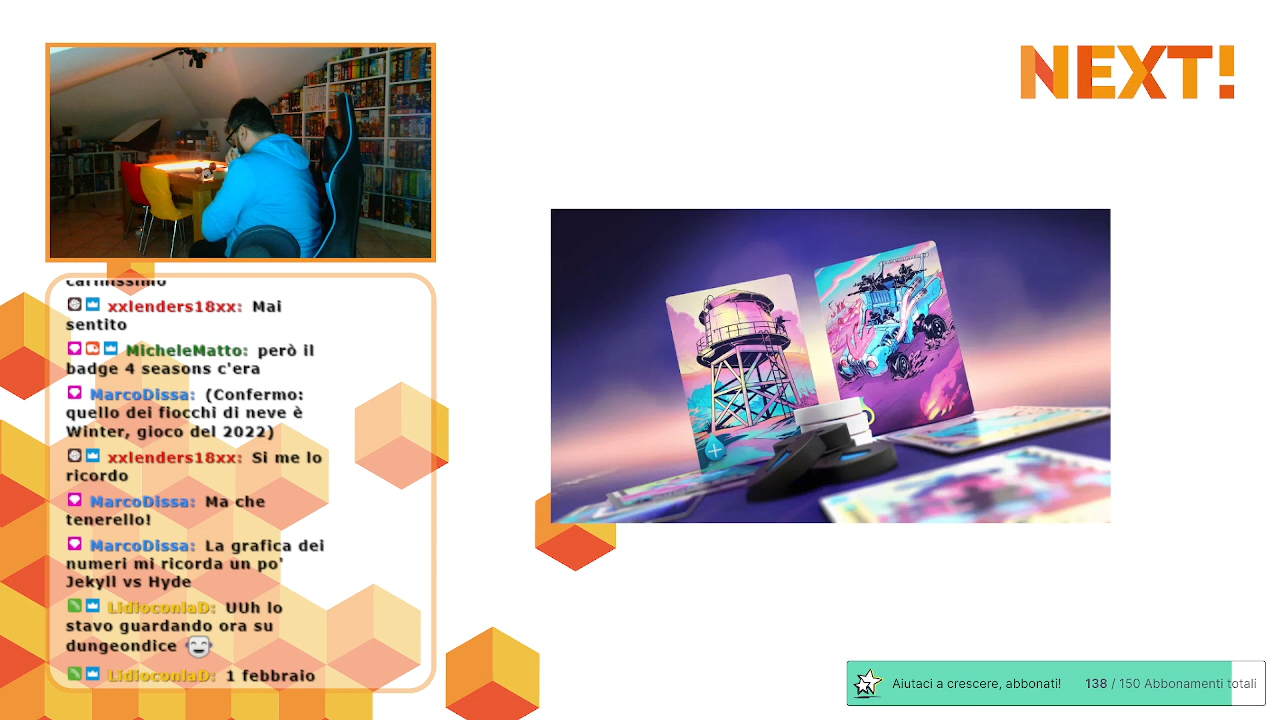 NEXT!
carinissimo
xxlenders18xx: Mai
sentito
MicheleMatto: però il
badge 4 seasons c'era
MarcoDissa: (Confermo:
quello dei fiocchi di neve è
Winter, gioco del 2022)
xxlenders18xx: Si me lo
ricordo
MarcoDissa: Ma che
tenerello!
MarcoDissa: La grafica dei
numeri mi ricorda un po'
Jekyll vs Hyde
LidioconlaD: UUh lo
stavo guardando ora su
dungeondice
LidioconlaD: 1 febbraio
Aiutaci a crescere, abbonati! 138 / 150 Abbonamenti totali